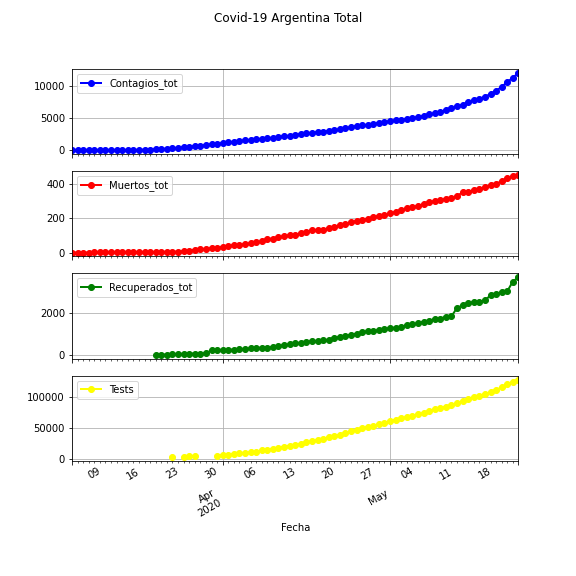 Covid-19 Argentina Total
10000
5000
0
Contagios_tot
400
200
0
Muertos_tot
2000
0
Recuperados_tot
100000
50000
0
Tests
09 16 23 30 06 13 20 27 04 11 18
Apr May
2020
Fecha